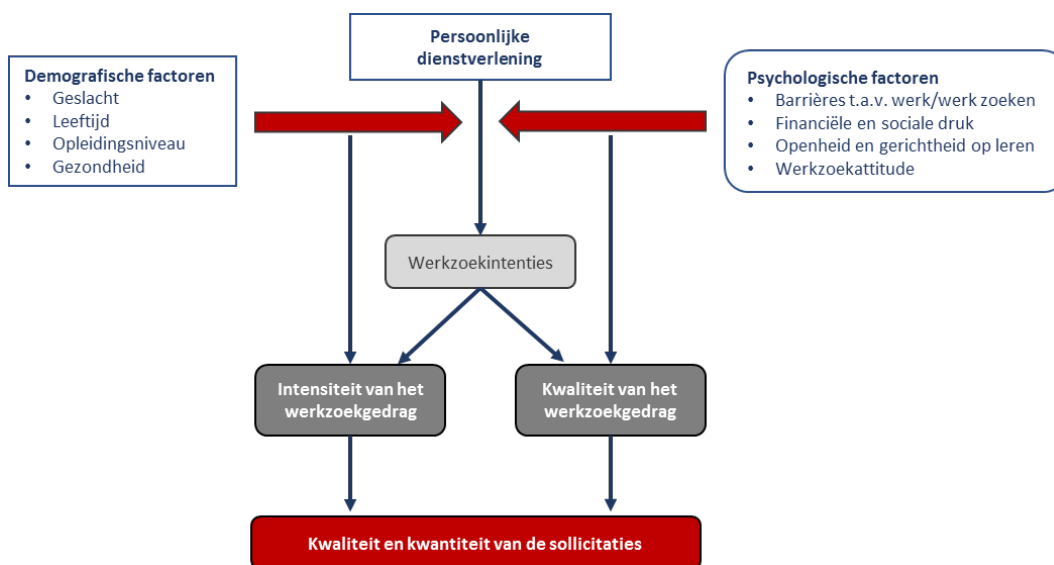 Persoonlijke
dienstverlening
Demografische factoren
• Geslacht
• Leeftijd
• Opleidingsniveau
• Gezondheid
Psychologische factoren
• Barrières t.a.v. werk/werk zoeken
• Financiële en sociale druk
• Openheid en gerichtheid op leren
• Werkzoekattitude
Werkzoekintenties
Intensiteit van het
werkzoekgedrag
Kwaliteit van het
werkzoekgedrag
Kwaliteit en kwantiteit van de sollicitaties